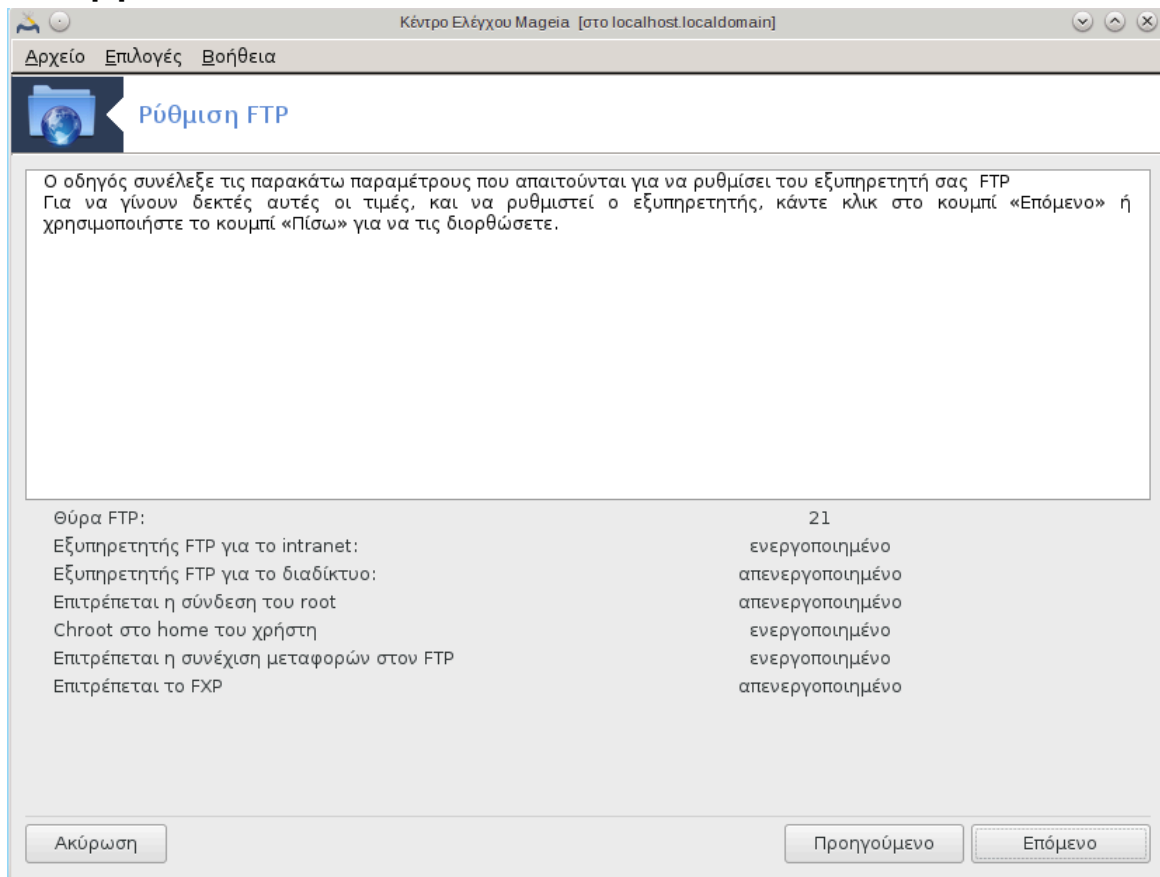 Κέντρο Ελέγχου Mageia [στο localhost.localdomain]
Αρχείο Επιλογές Βοήθεια
Ρύθμιση FTP
Ο οδηγός συνέλεξε τις παρακάτω παραμέτρους που απαιτούνται για να ρυθμίσει του εξυπηρετητή σας FTP
Για να γίνουν δεκτές αυτές οι τιμές, και να ρυθμιστεί ο εξυπηρετητής, κάντε κλικ στο κουμπί «Επόμενο» ή
χρησιμοποιήστε το κουμπί «Πίσω» για να τις διορθώσετε.
Θύρα FTP: 21
Εξυπηρετητής FTP για το intranet: ενεργοποιημένο
Εξυπηρετητής FTP για το διαδίκτυο: απενεργοποιημένο
Επιτρέπεται η σύνδεση του root απενεργοποιημένο
Chroot στο home του χρήστη ενεργοποιημένο
Επιτρέπεται η συνέχιση μεταφορών στον FTP ενεργοποιημένο
Επιτρέπεται το FXP απενεργοποιημένο
Ακύρωση Προηγούμενο Επόμενο